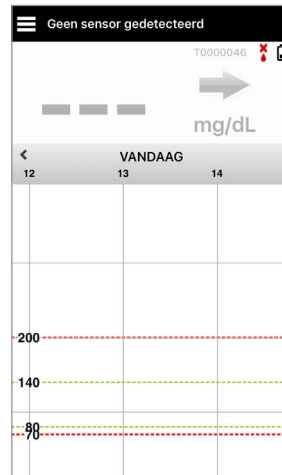 Geen sensor gedetecteerd
T0000046
mg/dL
VANDAAG
12 13 14
200
140
80
70